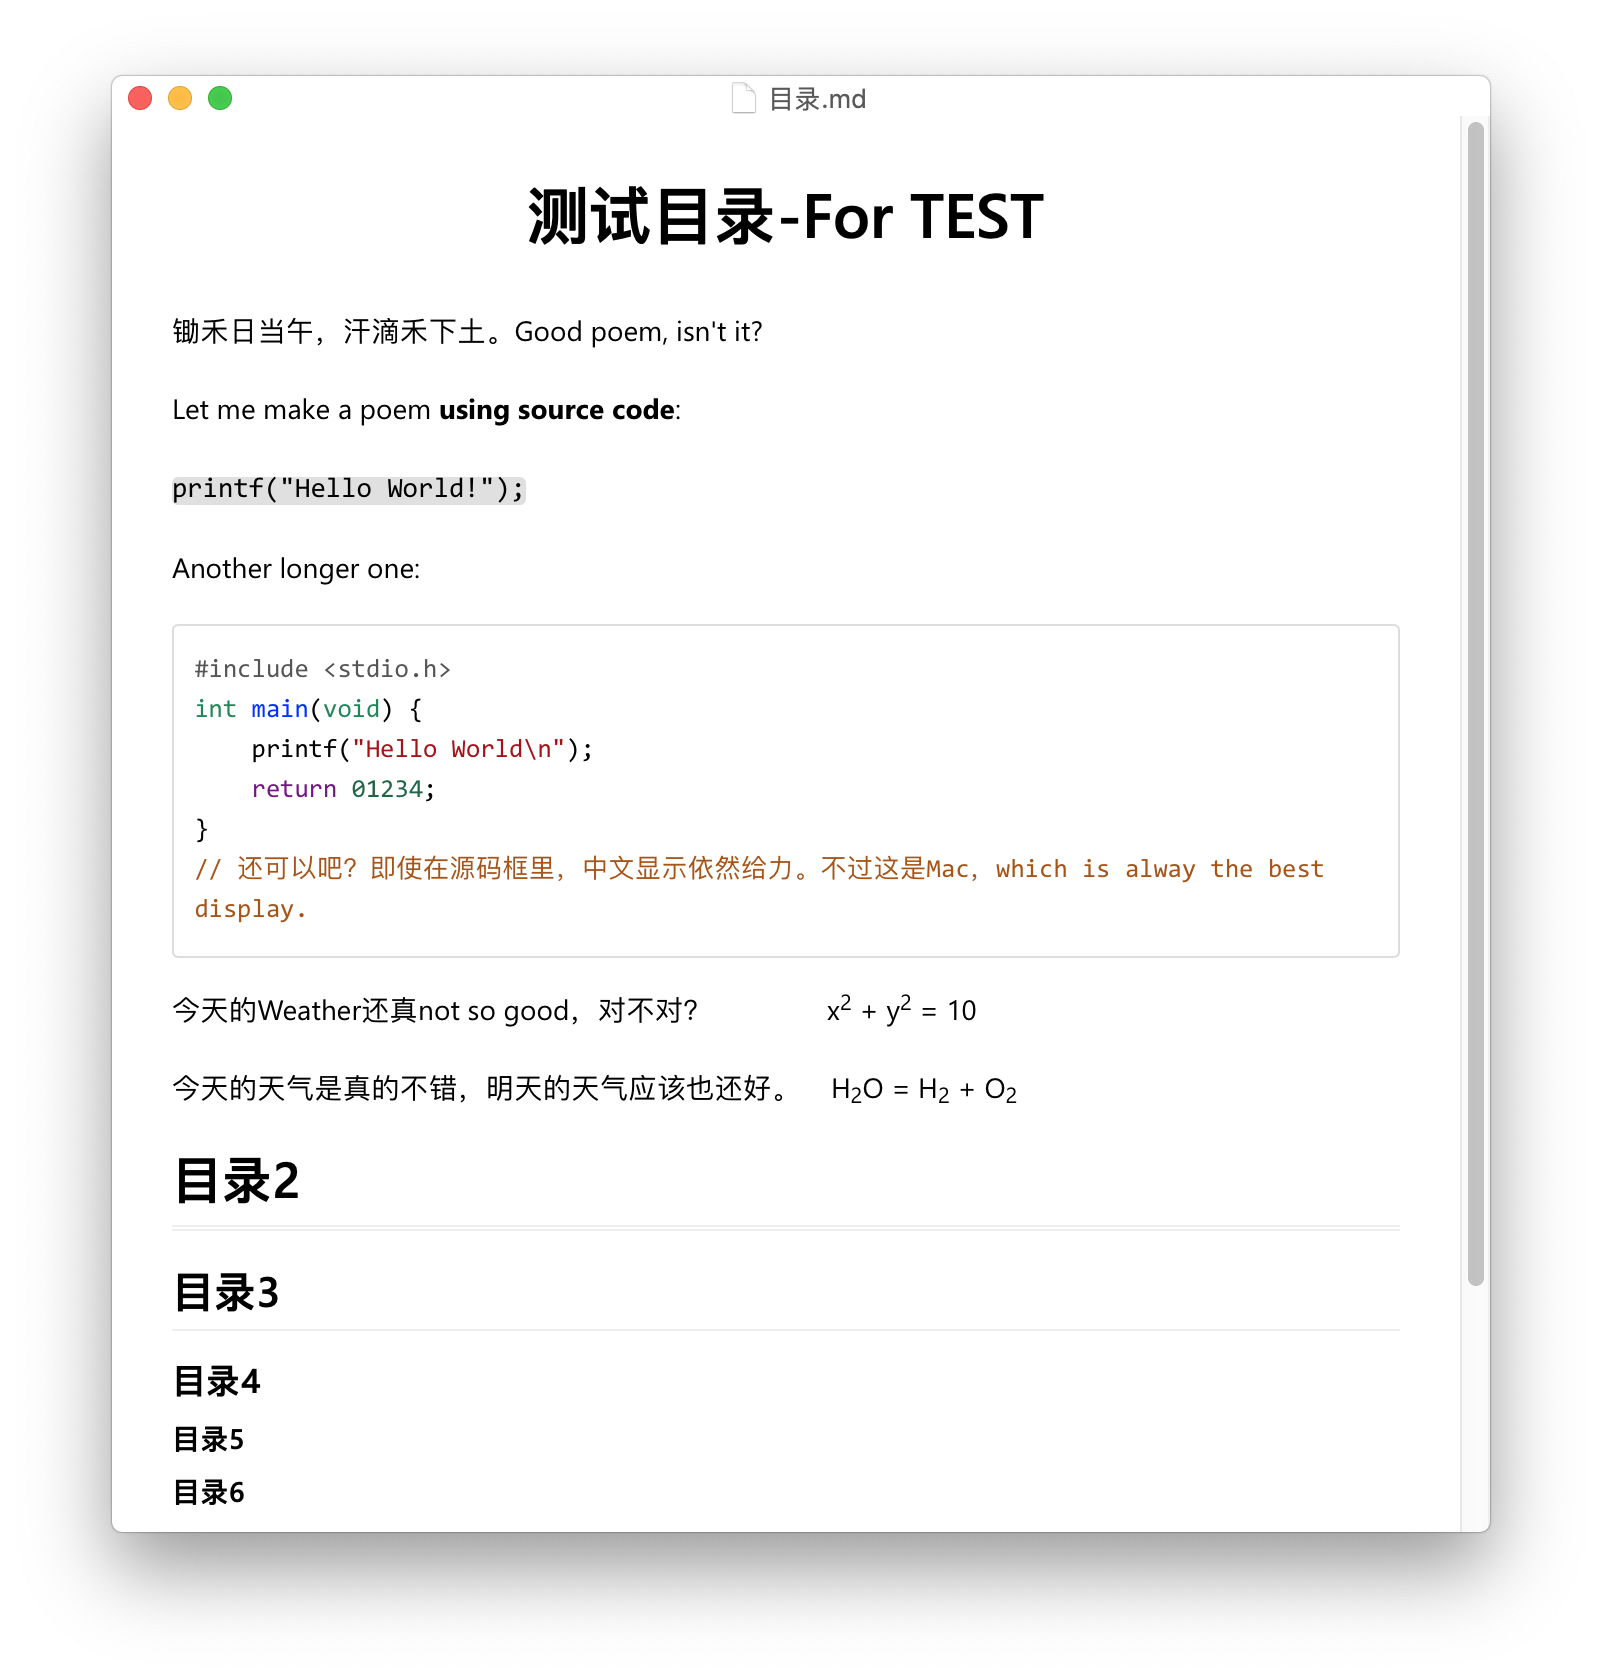 目录.md
测试目录-For TEST
锄禾日当午，汗滴禾下土。Good poem, isn't it?
Let me make a poem using source code:
printf("Hello World!");
Another longer one:
#include <stdio.h>
int main(void) {
    printf("Hello World\n");
    return 01234;
}
// 还可以吧？即使在源码框里，中文显示依然给力。不过这是Mac，which is alway the best
display.
今天的Weather还真not so good，对不对？ x² + y² = 10
今天的天气是真的不错，明天的天气应该也还好。 H₂O = H₂ + O₂
目录2
目录3
目录4
目录5
目录6